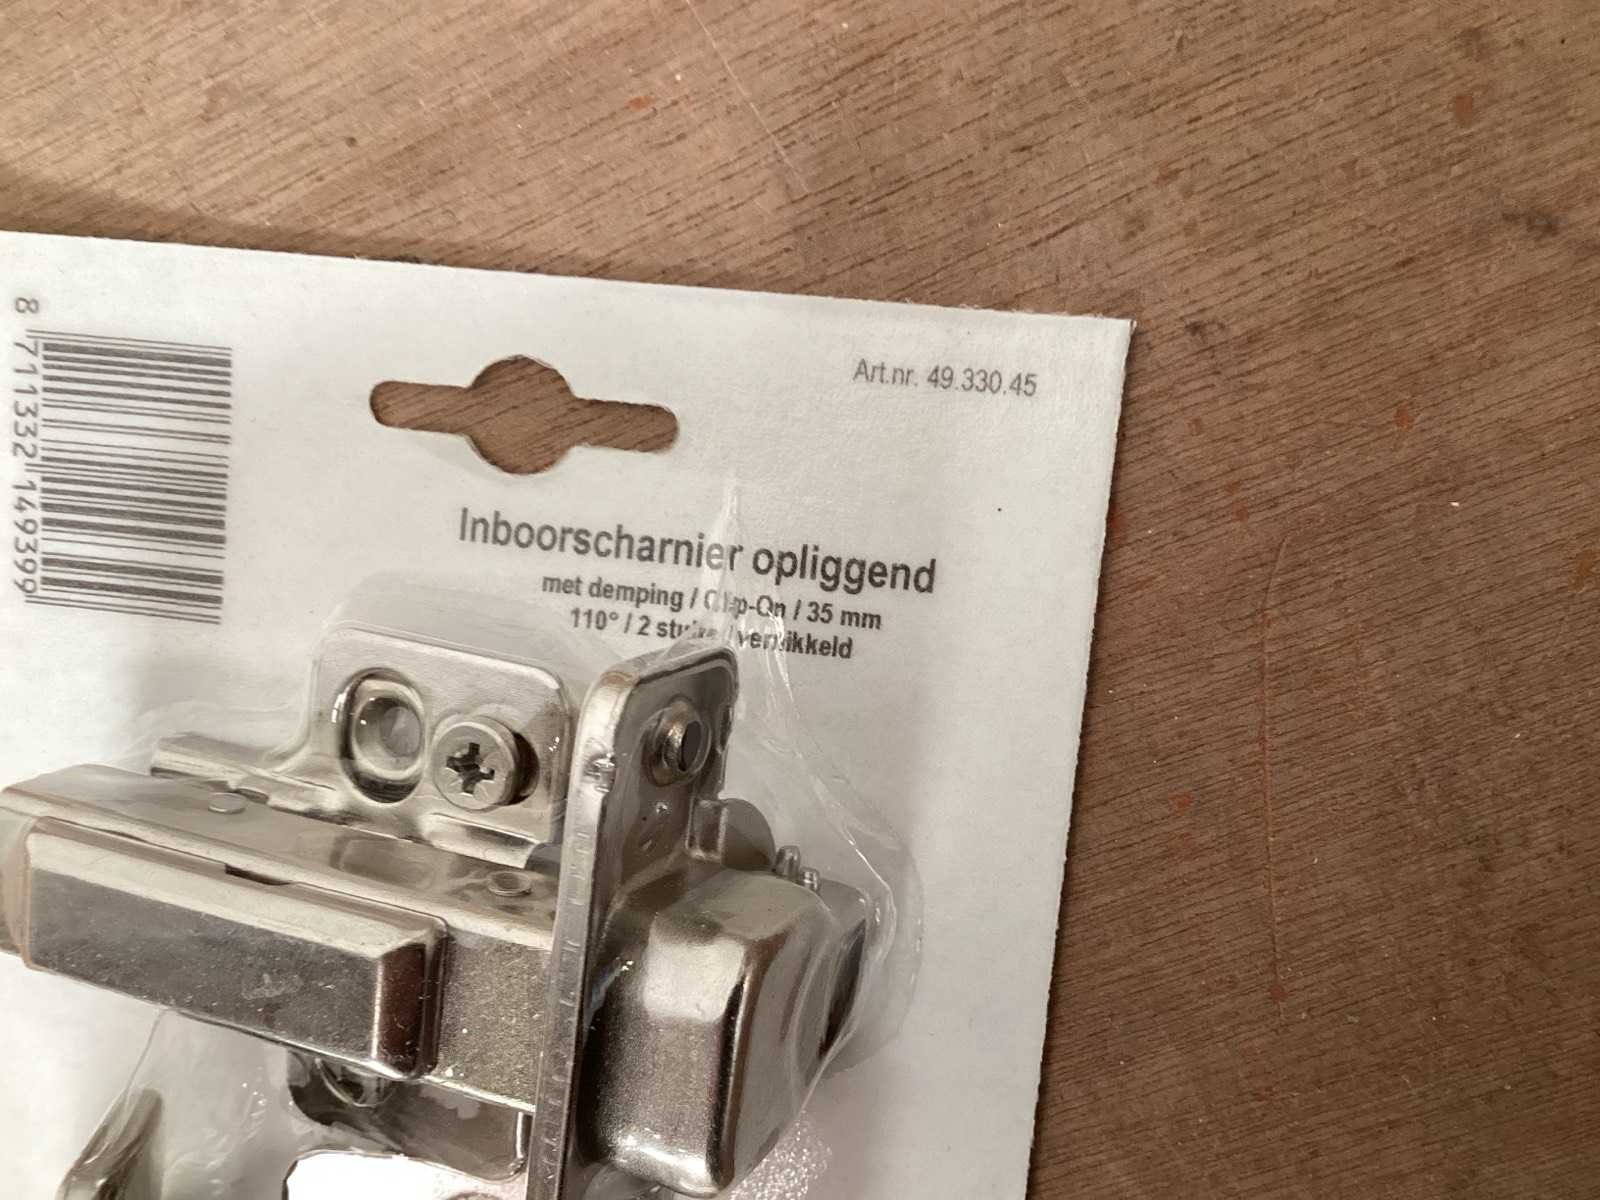 Art.nr. 49.330.45
Inboorscharnier opliggend
met demping / Clip-On / 35 mm
110° / 2 stuks / vernikkeld
8 711332 149399